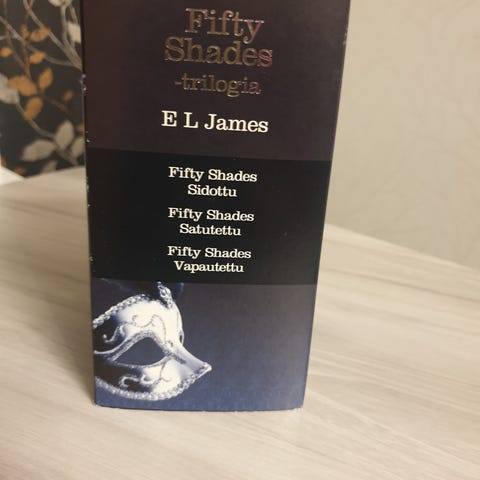 Fifty
Shades
-trilogia
E L James
Fifty Shades
Sidottu
Fifty Shades
Satutettu
Fifty Shades
Vapautettu